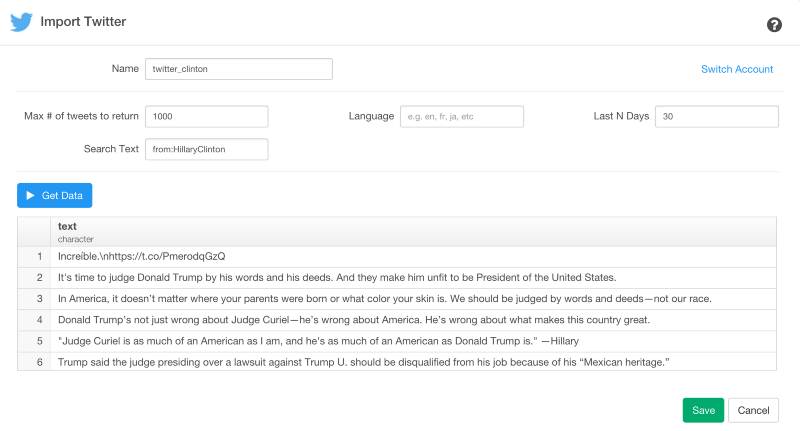 Import Twitter
?
Name twitter_clinton Switch Account
Max # of tweets to return 1000 Language e.g. en, fr, ja, etc Last N Days 30
Search Text from:HillaryClinton
Get Data
text
character
1 Increíble.\nhttps://t.co/PmerodqGzQ
2 It's time to judge Donald Trump by his words and his deeds. And they make him unfit to be President of the United States.
3 In America, it doesn't matter where your parents were born or what color your skin is. We should be judged by words and deeds—not our race.
4 Donald Trump’s not just wrong about Judge Curiel—he’s wrong about America. He’s wrong about what makes this country great.
5 "Judge Curiel is as much of an American as I am, and he's as much of an American as Donald Trump is." —Hillary
6 Trump said the judge presiding over a lawsuit against Trump U. should be disqualified from his job because of his “Mexican heritage.”
Save Cancel